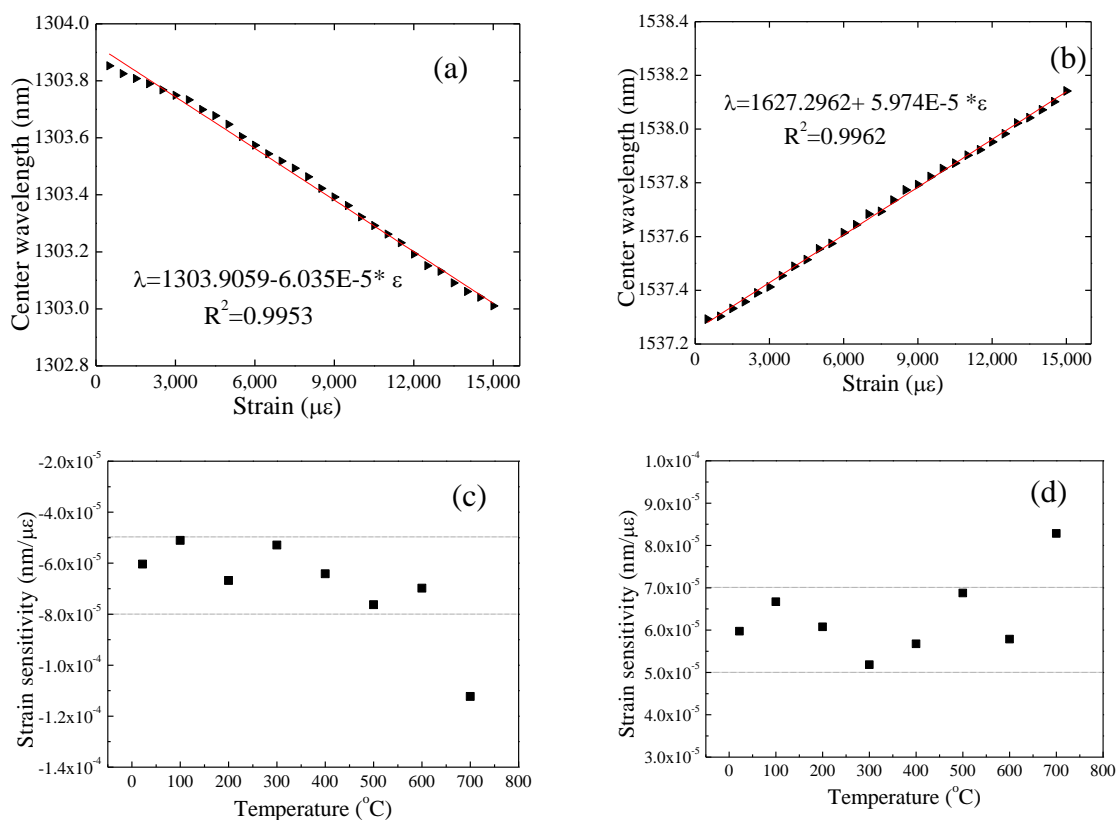 1304.0
1303.8
1303.6
1303.4
1303.2
1303.0
1302.8
Center wavelength (nm)
(a)
λ=1303.9059-6.035E-5* ε
R²=0.9953
0 3,000 6,000 9,000 12,000 15,000
Strain (με)
1538.4
1538.2
1538.0
1537.8
1537.6
1537.4
1537.2
Center wavelength (nm)
(b)
λ=1627.2962+ 5.974E-5 *ε
R²=0.9962
0 3,000 6,000 9,000 12,000 15,000
Strain (με)
-2.0x10⁻⁵
-4.0x10⁻⁵
-6.0x10⁻⁵
-8.0x10⁻⁵
-1.0x10⁻⁴
-1.2x10⁻⁴
-1.4x10⁻⁴
Strain sensitivity (nm/με)
(c)
0 100 200 300 400 500 600 700 800
Temperature (°C)
1.0x10⁻⁴
9.0x10⁻⁵
8.0x10⁻⁵
7.0x10⁻⁵
6.0x10⁻⁵
5.0x10⁻⁵
4.0x10⁻⁵
3.0x10⁻⁵
Strain sensitivity (nm/με)
(d)
0 100 200 300 400 500 600 700 800
Temperature (°C)